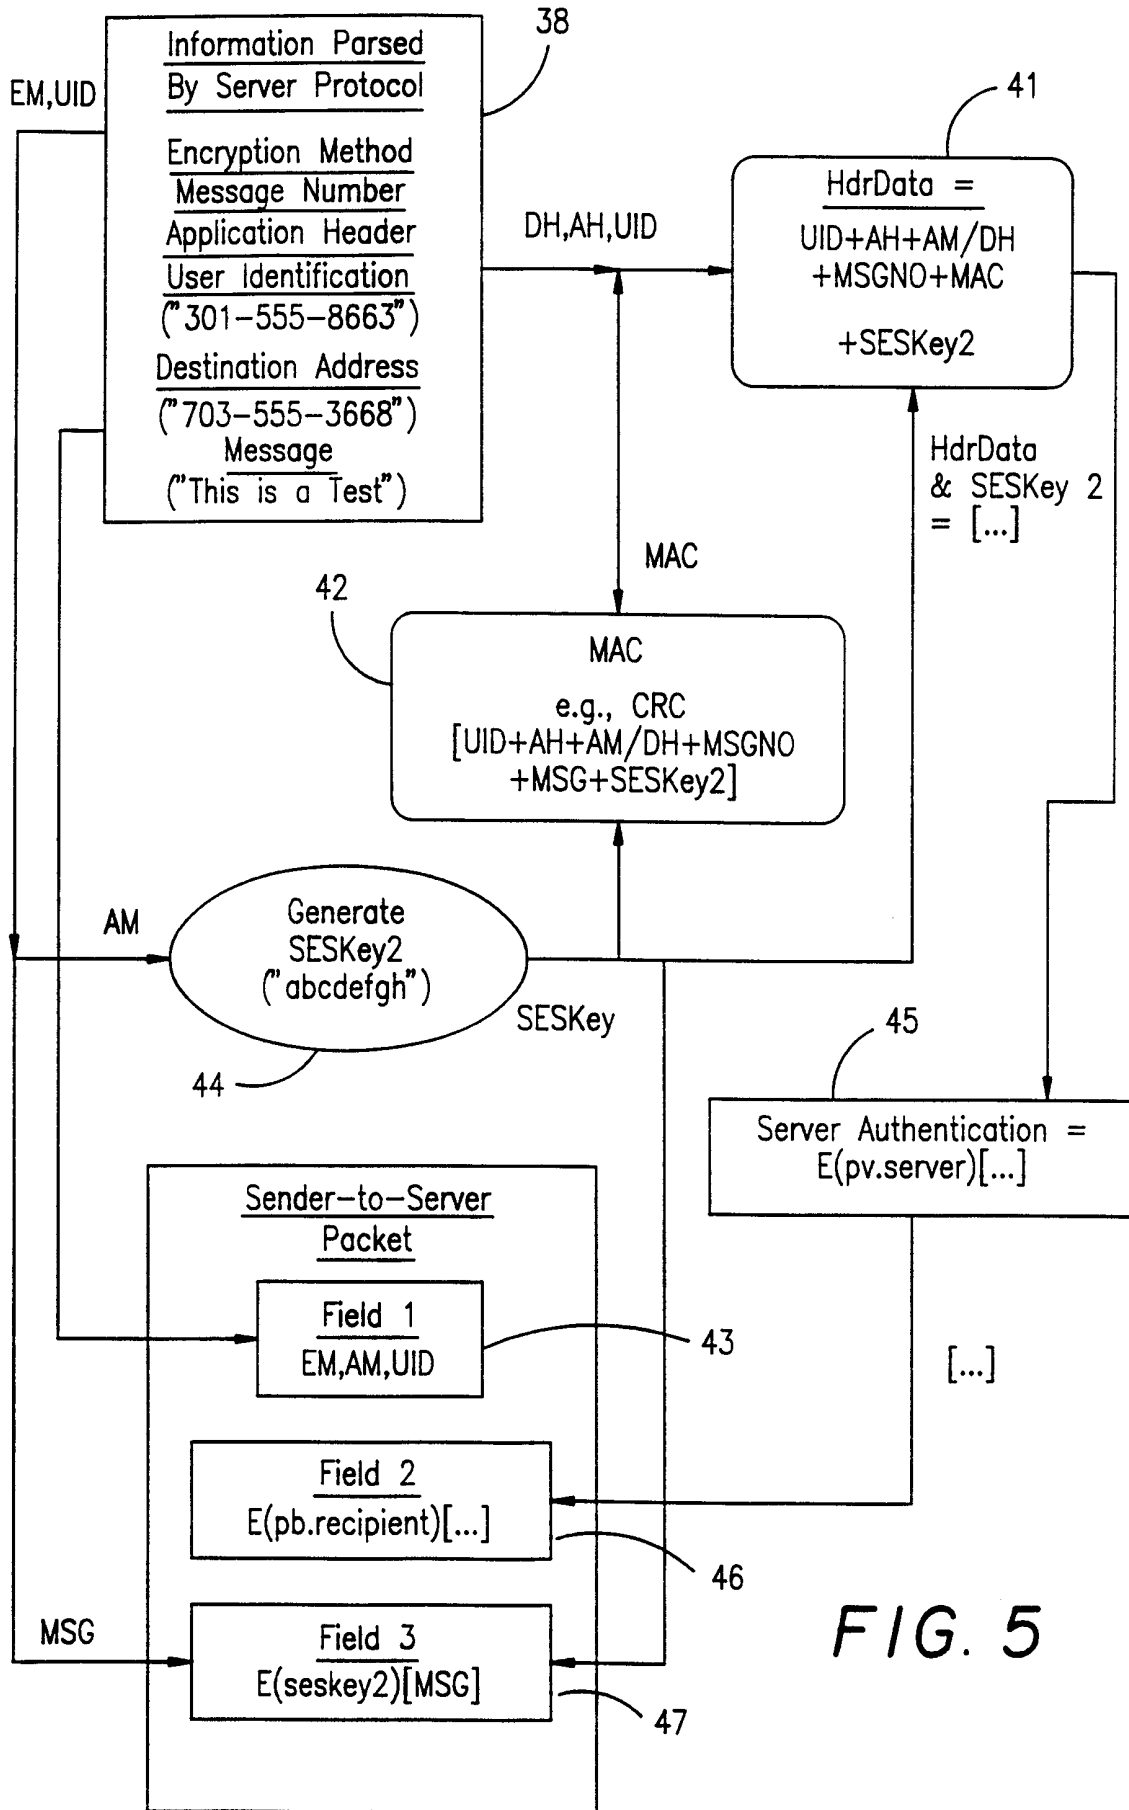 38
Information Parsed
By Server Protocol
EM,UID
Encryption Method
Message Number
Application Header
User Identification
("301-555-8663")
Destination Address
("703-555-3668")
Message
("This is a Test")
DH,AH,UID
41
HdrData =
UID+AH+AM/DH
+MSGNO+MAC
+SESKey2
HdrData
& SESKey 2
= [...]
MAC
42
MAC
e.g., CRC
[UID+AH+AM/DH+MSGNO
+MSG+SESKey2]
AM
Generate
SESKey2
("abcdefgh")
SESKey
44
45
Server Authentication =
E(pv.server)[...]
Sender-to-Server
Packet
Field 1
EM,AM,UID
43
[...]
Field 2
E(pb.recipient)[...]
46
MSG
Field 3
E(seskey2)[MSG]
47
FIG. 5